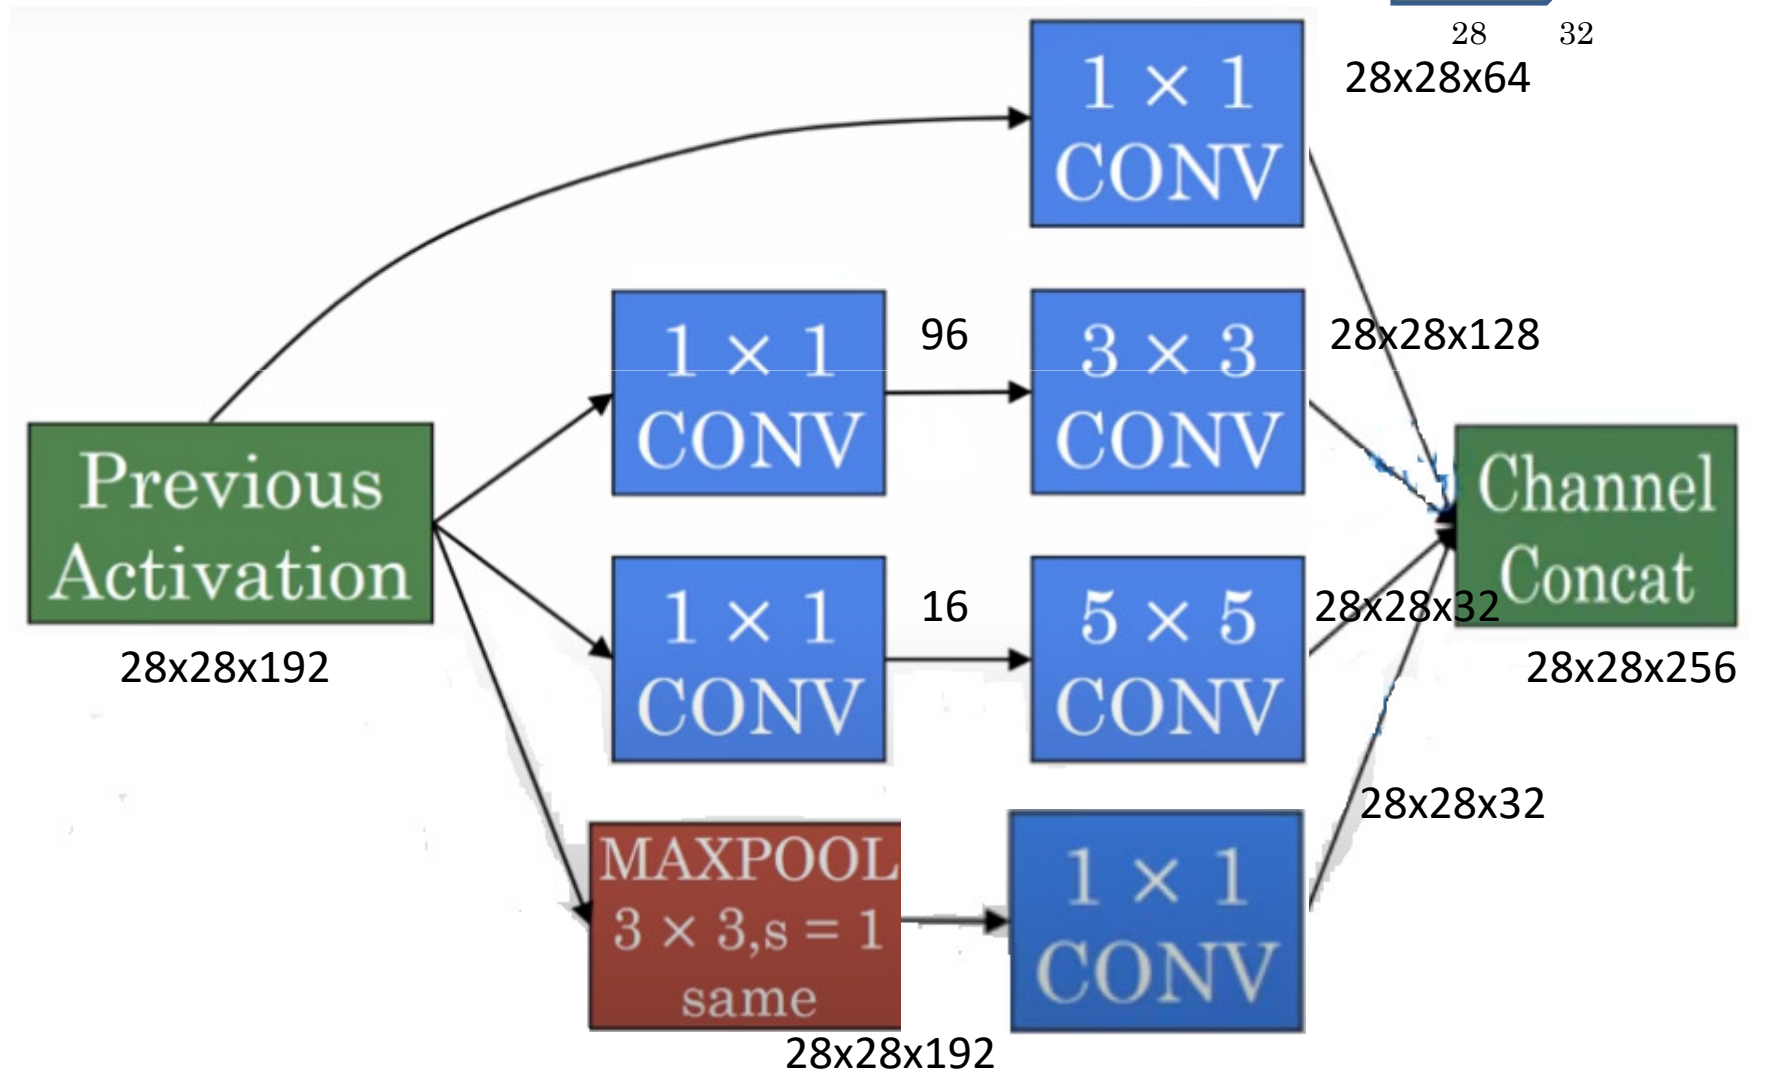 28 32
28x28x64
1 × 1
CONV
1 × 1
CONV
96
3 × 3
CONV
28x28x128
Previous
Activation
28x28x192
Channel
Concat
28x28x256
1 × 1
CONV
16
5 × 5
CONV
28x28x32
MAXPOOL
3 × 3,s = 1
same
28x28x192
1 × 1
CONV
28x28x32